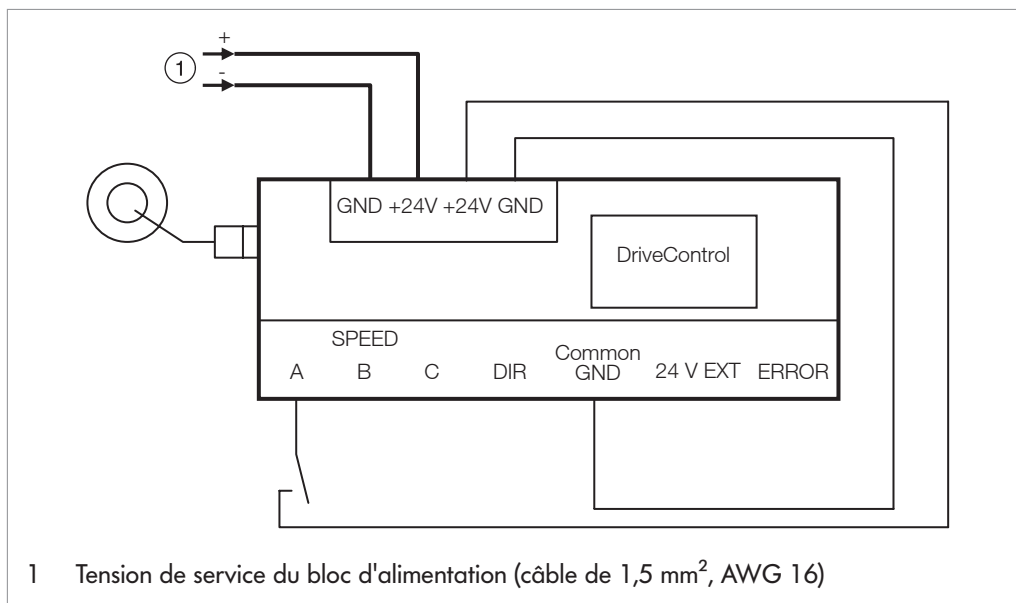 +
1
-
GND +24V +24V GND
DriveControl
SPEED
A B C DIR Common GND 24 V EXT ERROR
1 Tension de service du bloc d'alimentation (câble de 1,5 mm², AWG 16)